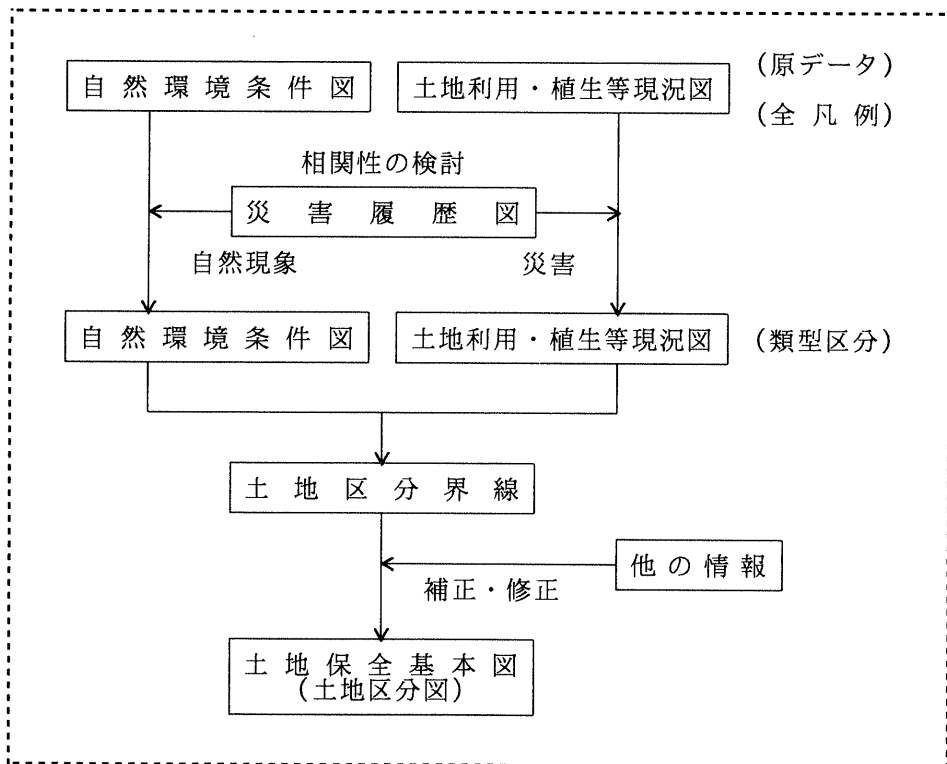 自然環境条件図
土地利用・植生等現況図
(原データ)
(全凡例)
相関性の検討
災害履歴図
自然現象
災害
自然環境条件図
土地利用・植生等現況図
(類型区分)
土地区分界線
他の情報
補正・修正
土地保全基本図
(土地区分図)